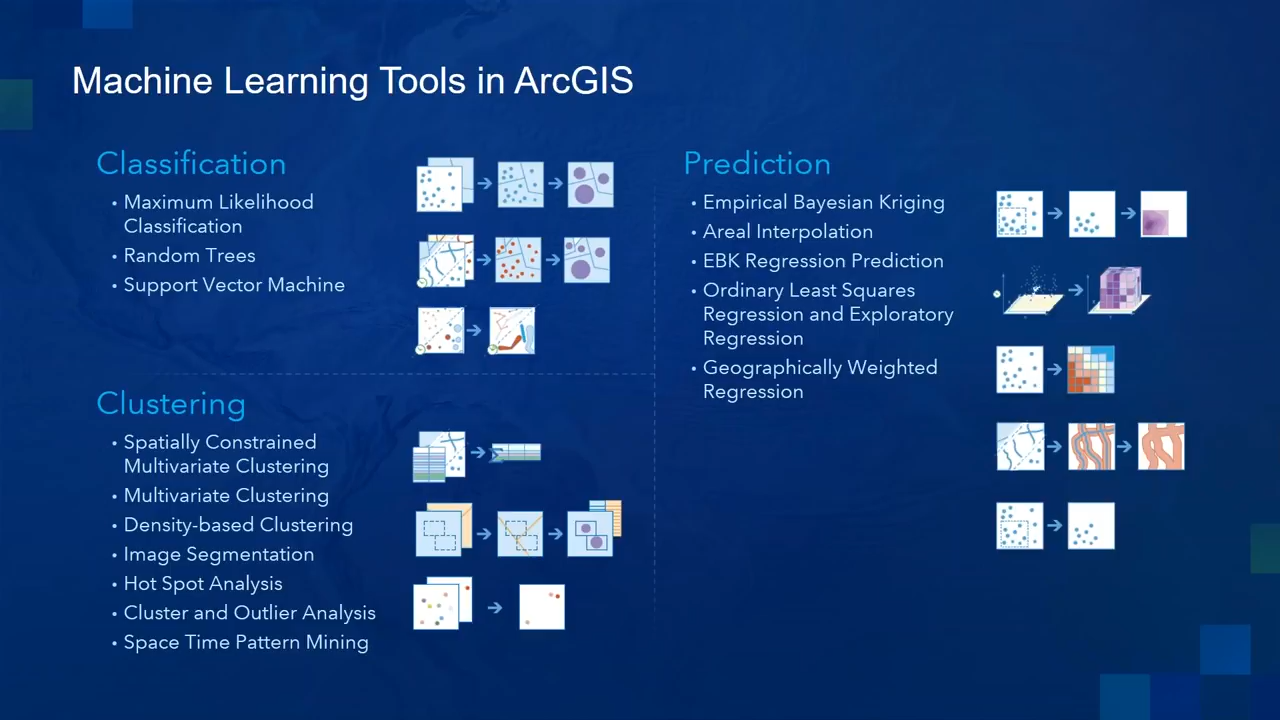 Machine Learning Tools in ArcGIS
Classification
• Maximum Likelihood
Classification
• Random Trees
• Support Vector Machine
Clustering
• Spatially Constrained
Multivariate Clustering
• Multivariate Clustering
• Density-based Clustering
• Image Segmentation
• Hot Spot Analysis
• Cluster and Outlier Analysis
• Space Time Pattern Mining
Prediction
• Empirical Bayesian Kriging
• Areal Interpolation
• EBK Regression Prediction
• Ordinary Least Squares
Regression and Exploratory
Regression
• Geographically Weighted
Regression